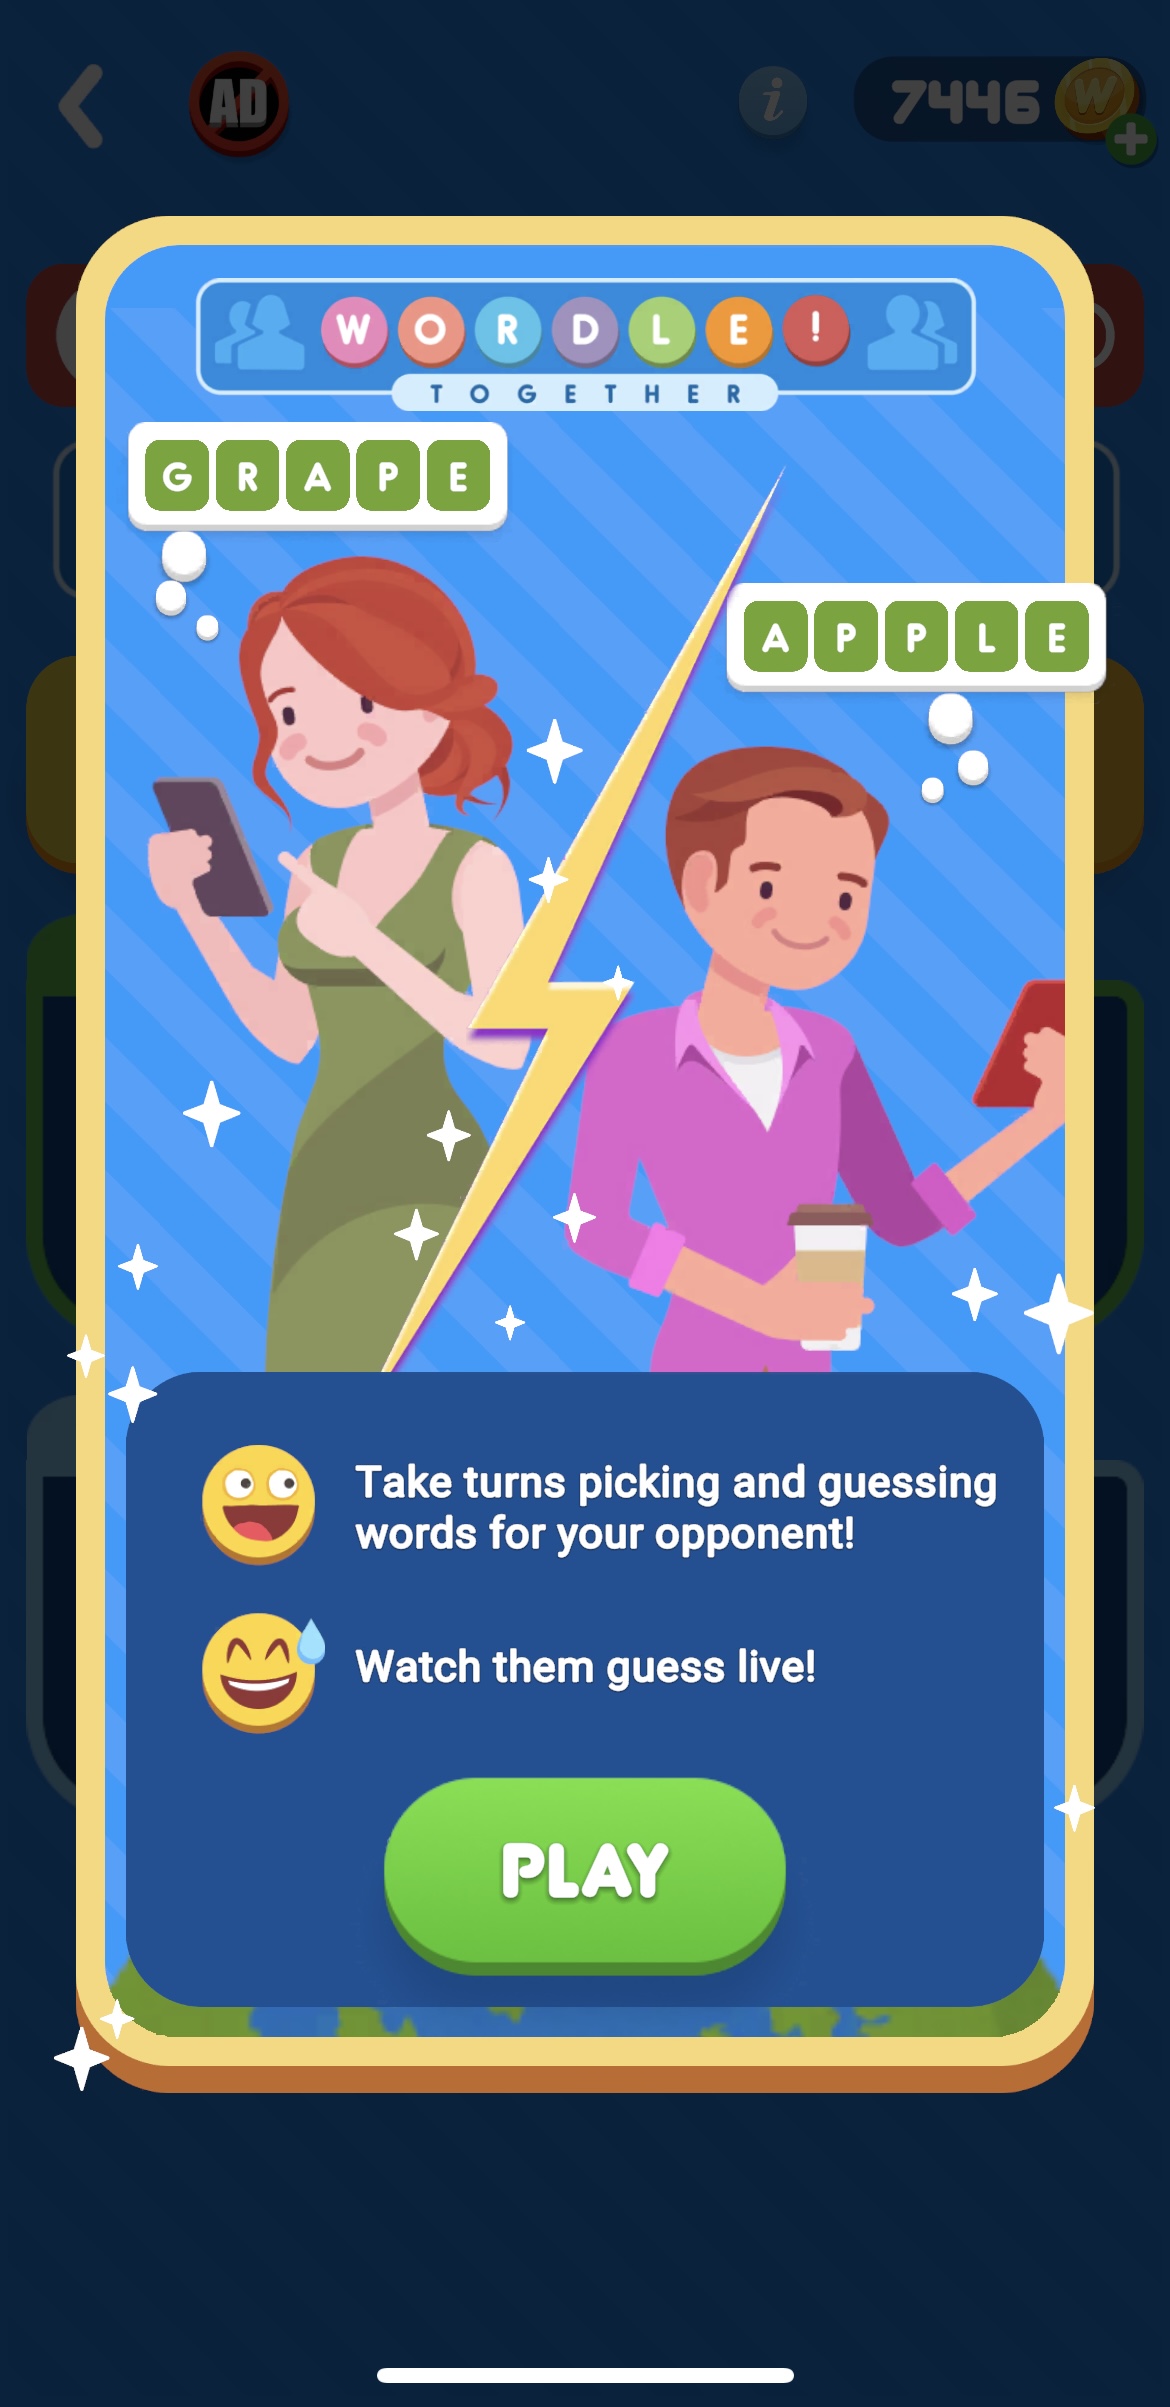 AD
i
7446
W
WORDLE!
TOGETHER
GRAPE
APPLE
Take turns picking and guessing
words for your opponent!
Watch them guess live!
PLAY